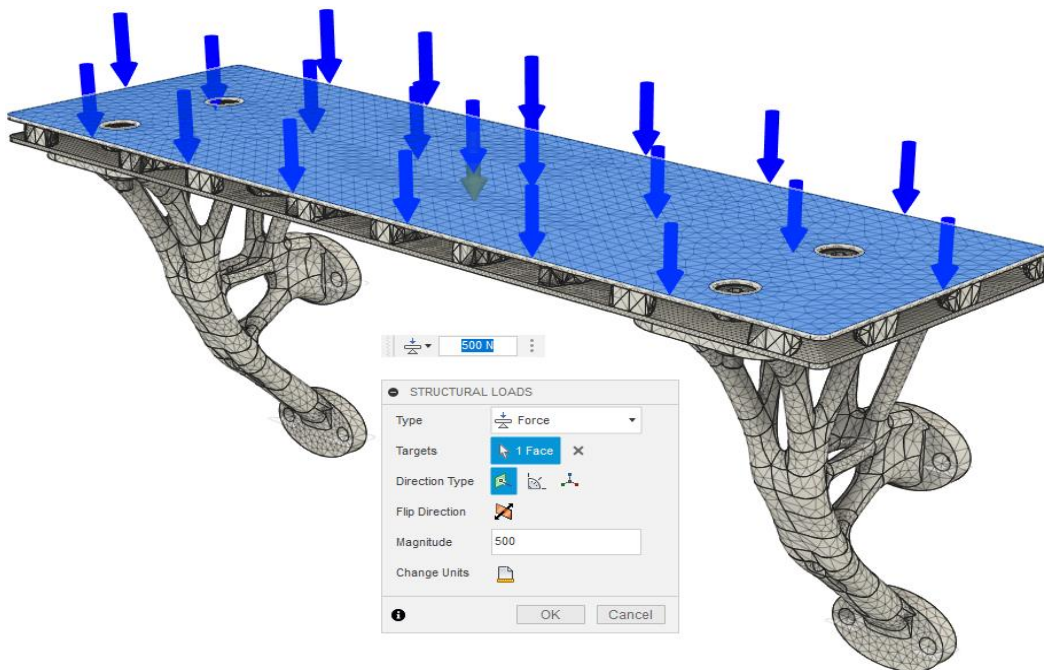 500 N
STRUCTURAL LOADS
Type Force
Targets 1 Face
Direction Type
Flip Direction
Magnitude 500
Change Units
OK Cancel